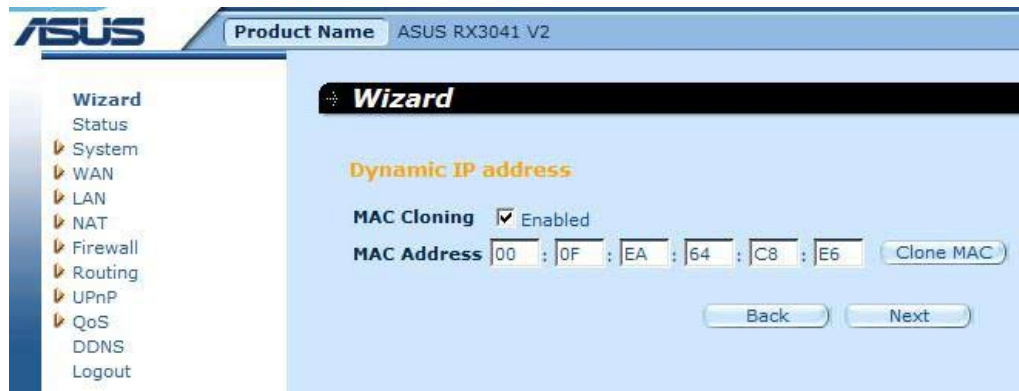 ASUS
Product Name ASUS RX3041 V2
Wizard
Status
System
WAN
LAN
NAT
Firewall
Routing
UPnP
QoS
DDNS
Logout
Wizard
Dynamic IP address
MAC Cloning Enabled
MAC Address 00 : 0F : EA : 64 : C8 : E6 Clone MAC
Back Next